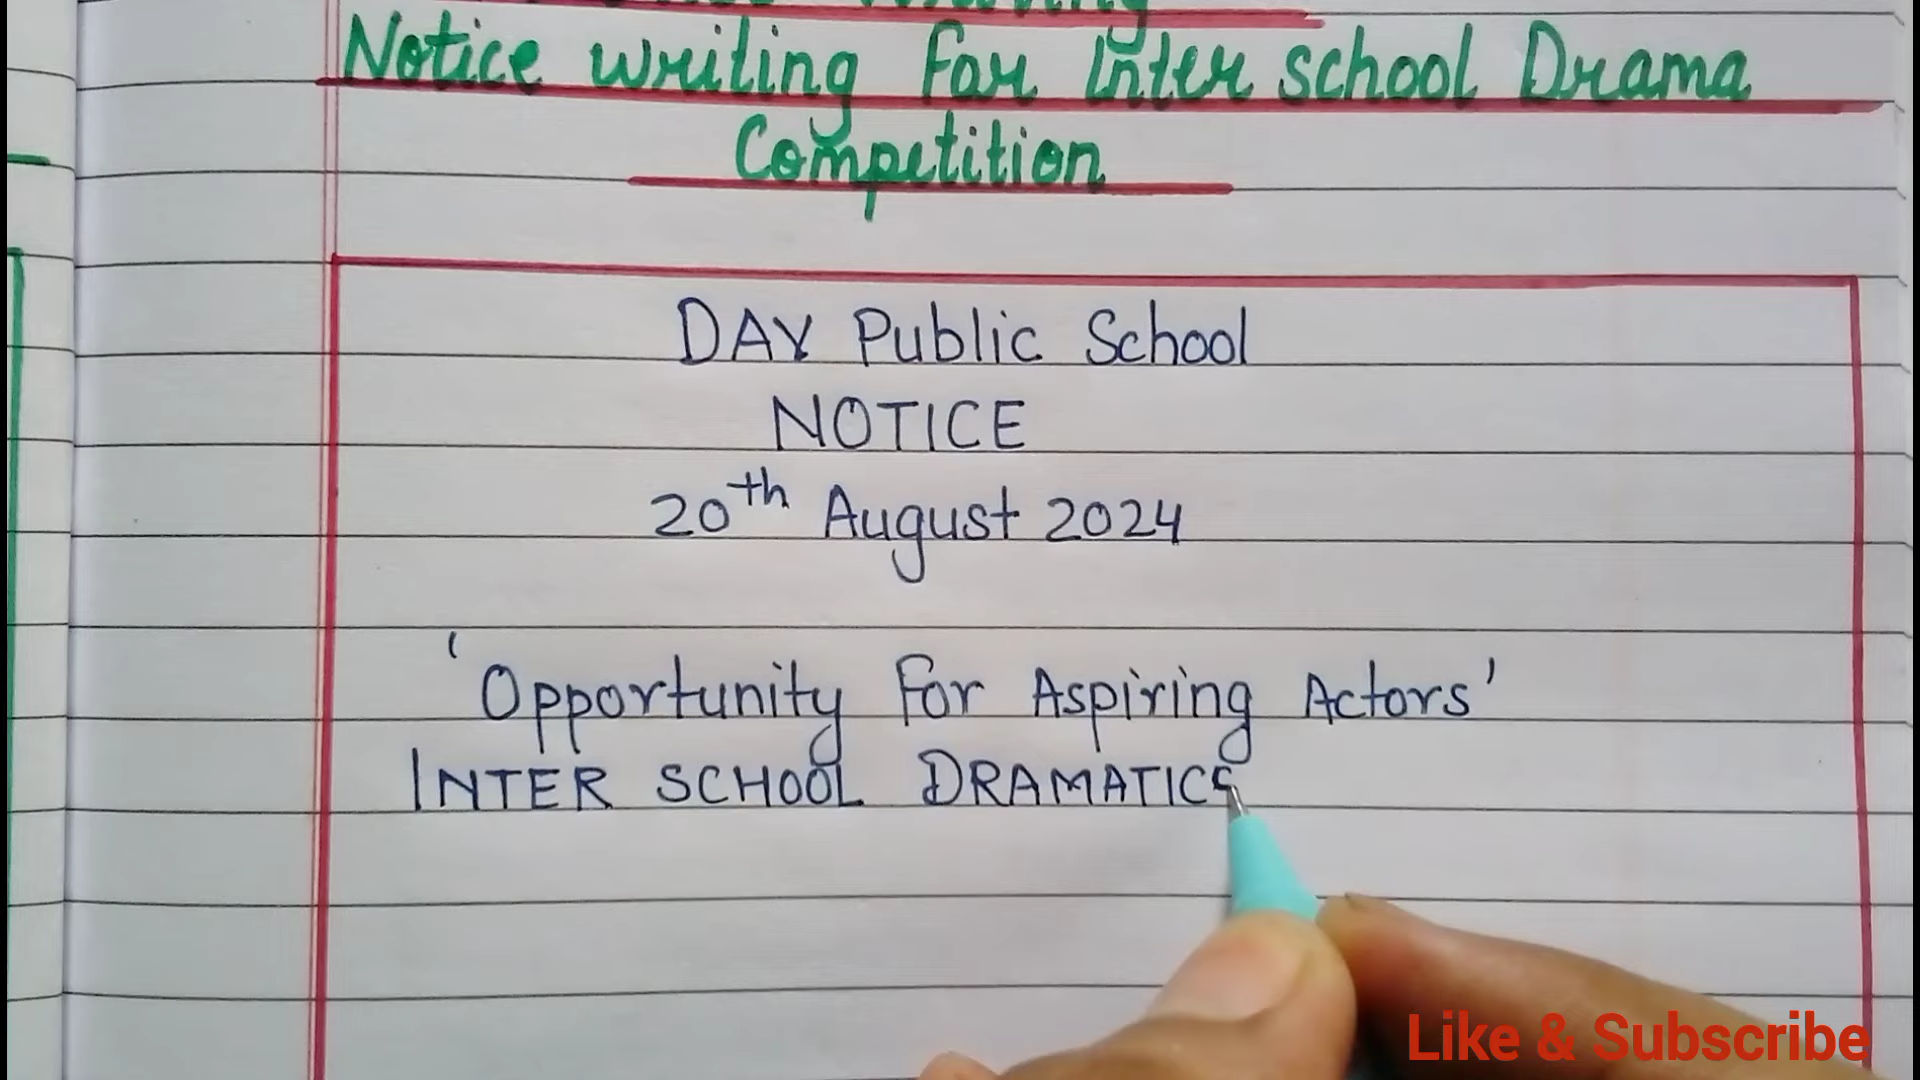 Notice writing For Inter school Drama
Competition
DAV Public School
NOTICE
20th August 2024
'Opportunity For Aspiring Actors'
INTER SCHOOL DRAMATICS
Like & Subscribe